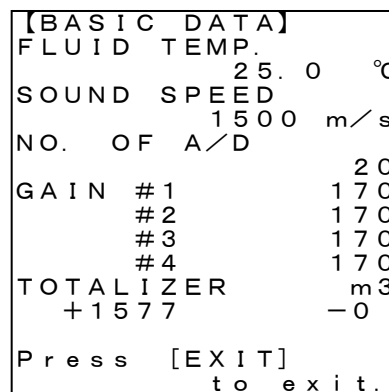 【BASIC DATA】
FLUID TEMP.
25.0 ℃
SOUND SPEED
1500 m/s
NO. OF A/D
20
GAIN #1 170
#2 170
#3 170
#4 170
TOTALIZER m3
+1577 −0
Press [EXIT]
to exit.